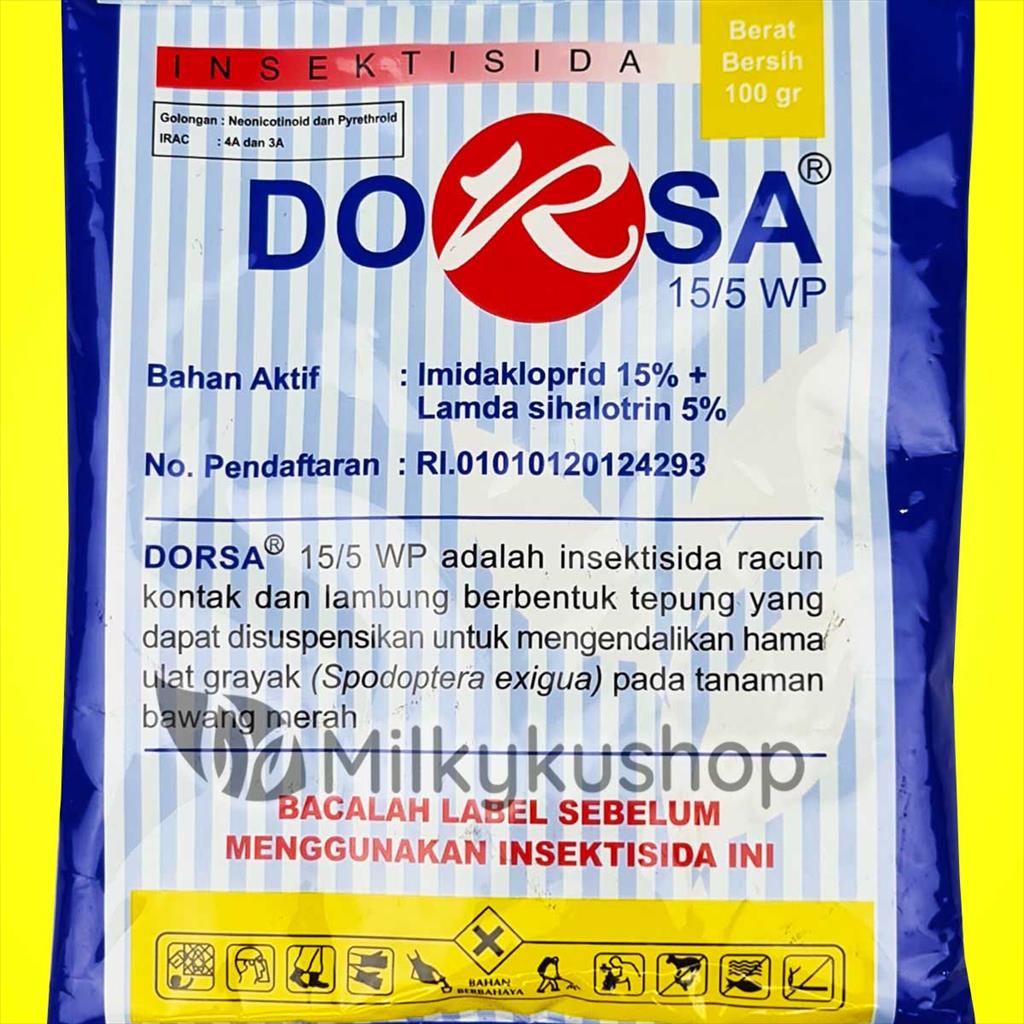 INSEKTISIDA
Berat
Bersih
100 gr
Golongan : Neonicotinoid dan Pyrethroid
IRAC : 4A dan 3A
DORSA®
15/5 WP
Bahan Aktif : Imidakloprid 15% +
Lamda sihalotrin 5%
No. Pendaftaran : RI.01010120124293
DORSA® 15/5 WP adalah insektisida racun
kontak dan lambung berbentuk tepung yang
dapat disuspensikan untuk mengendalikan hama
ulat grayak (Spodoptera exigua) pada tanaman
bawang merah
Milkykushop
BACALAH LABEL SEBELUM
MENGGUNAKAN INSEKTISIDA INI
BAHAN
BERBAHAYA